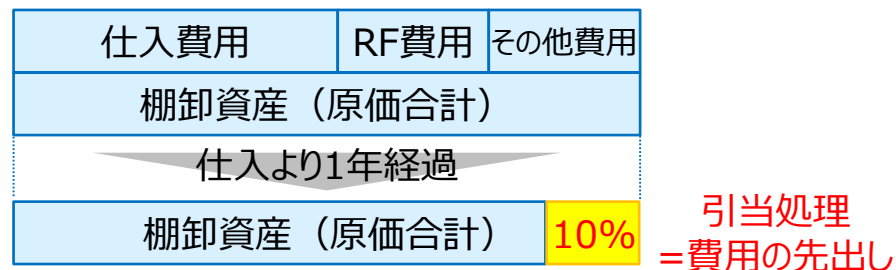 仕入費用 RF費用 その他費用
棚卸資産（原価合計）
仕入より1年経過
棚卸資産（原価合計） 10%
引当処理
=費用の先出し